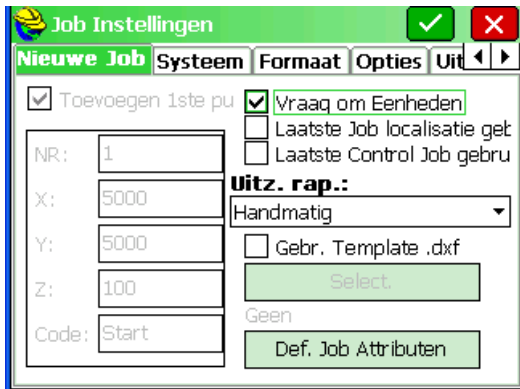 Job Instellingen
Nieuwe Job Systeem Formaat Opties Uit
Toevoegen 1ste pu
Vraag om Eenheden
Laatste Job localisatie get
Laatste Control Job gebru
NR: 1
X: 5000
Y: 5000
Z: 100
Code: Start
Uitz. rap.:
Handmatig
Gebr. Template .dxf
Select.
Geen
Def. Job Attributen